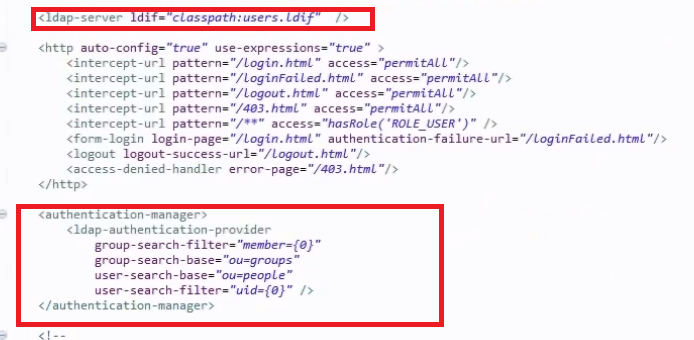 <ldap-server ldif="classpath:users.ldif"  />
<http auto-config="true" use-expressions="true" >
<intercept-url pattern="/login.html" access="permitAll"/>
<intercept-url pattern="/loginFailed.html" access="permitAll"/>
<intercept-url pattern="/logout.html" access="permitAll"/>
<intercept-url pattern="/403.html" access="permitAll"/>
<intercept-url pattern="/**" access="hasRole('ROLE_USER')" />
<form-login login-page="/login.html" authentication-failure-url="/loginFailed.html"/>
<logout logout-success-url="/logout.html"/>
<access-denied-handler error-page="/403.html"/>
</http>
<authentication-manager>
<ldap-authentication-provider
group-search-filter="member={0}"
group-search-base="ou=groups"
user-search-base="ou=people"
user-search-filter="uid={0}" />
</authentication-manager>
<!--